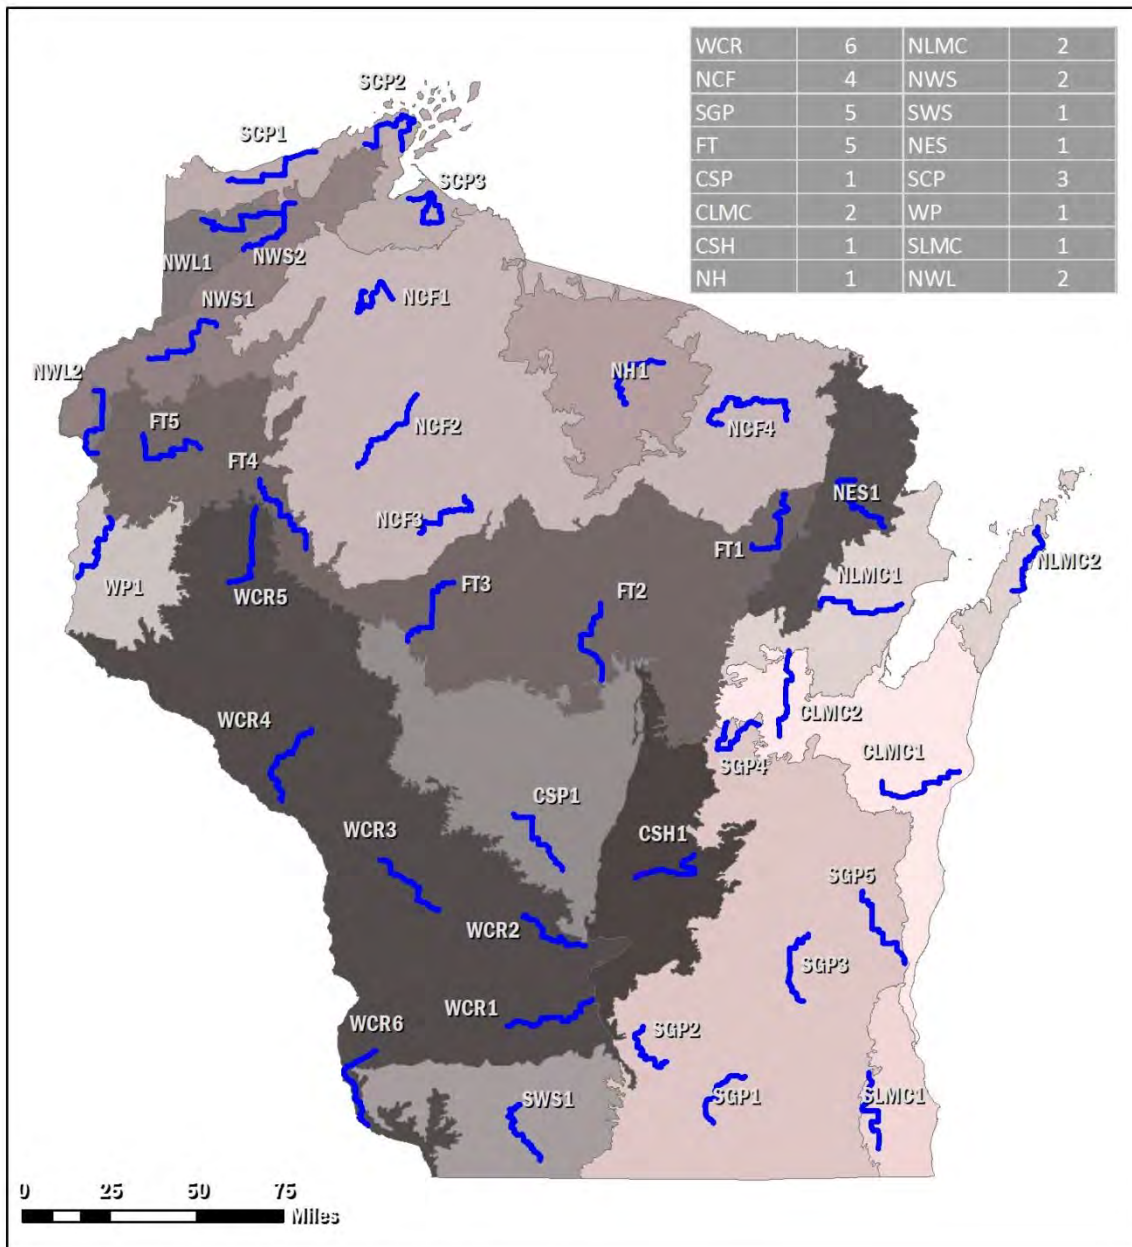 WCR 6 NLMC 2
NCF 4 NWS 2
SGP 5 SWS 1
FT 5 NES 1
CSP 1 SCP 3
CLMC 2 WP 1
CSH 1 SLMC 1
NH 1 NWL 2
SCP2
SCP1
SCP3
NWL1
NWS2
NWS1
NCF1
NWL2
NH1
FT5
NCF2
NCF4
FT4
NES1
NCF3
FT1
NLMC2
WP1
WCR5
FT3
FT2
NLMC1
WCR4
CLMC2
SGP4
CLMC1
CSP1
WCR3
CSH1
SGP5
WCR2
SGP3
WCR1
WCR6
SGP2
SWS1
SGP1
SLMC1
0 25 50 75
Miles